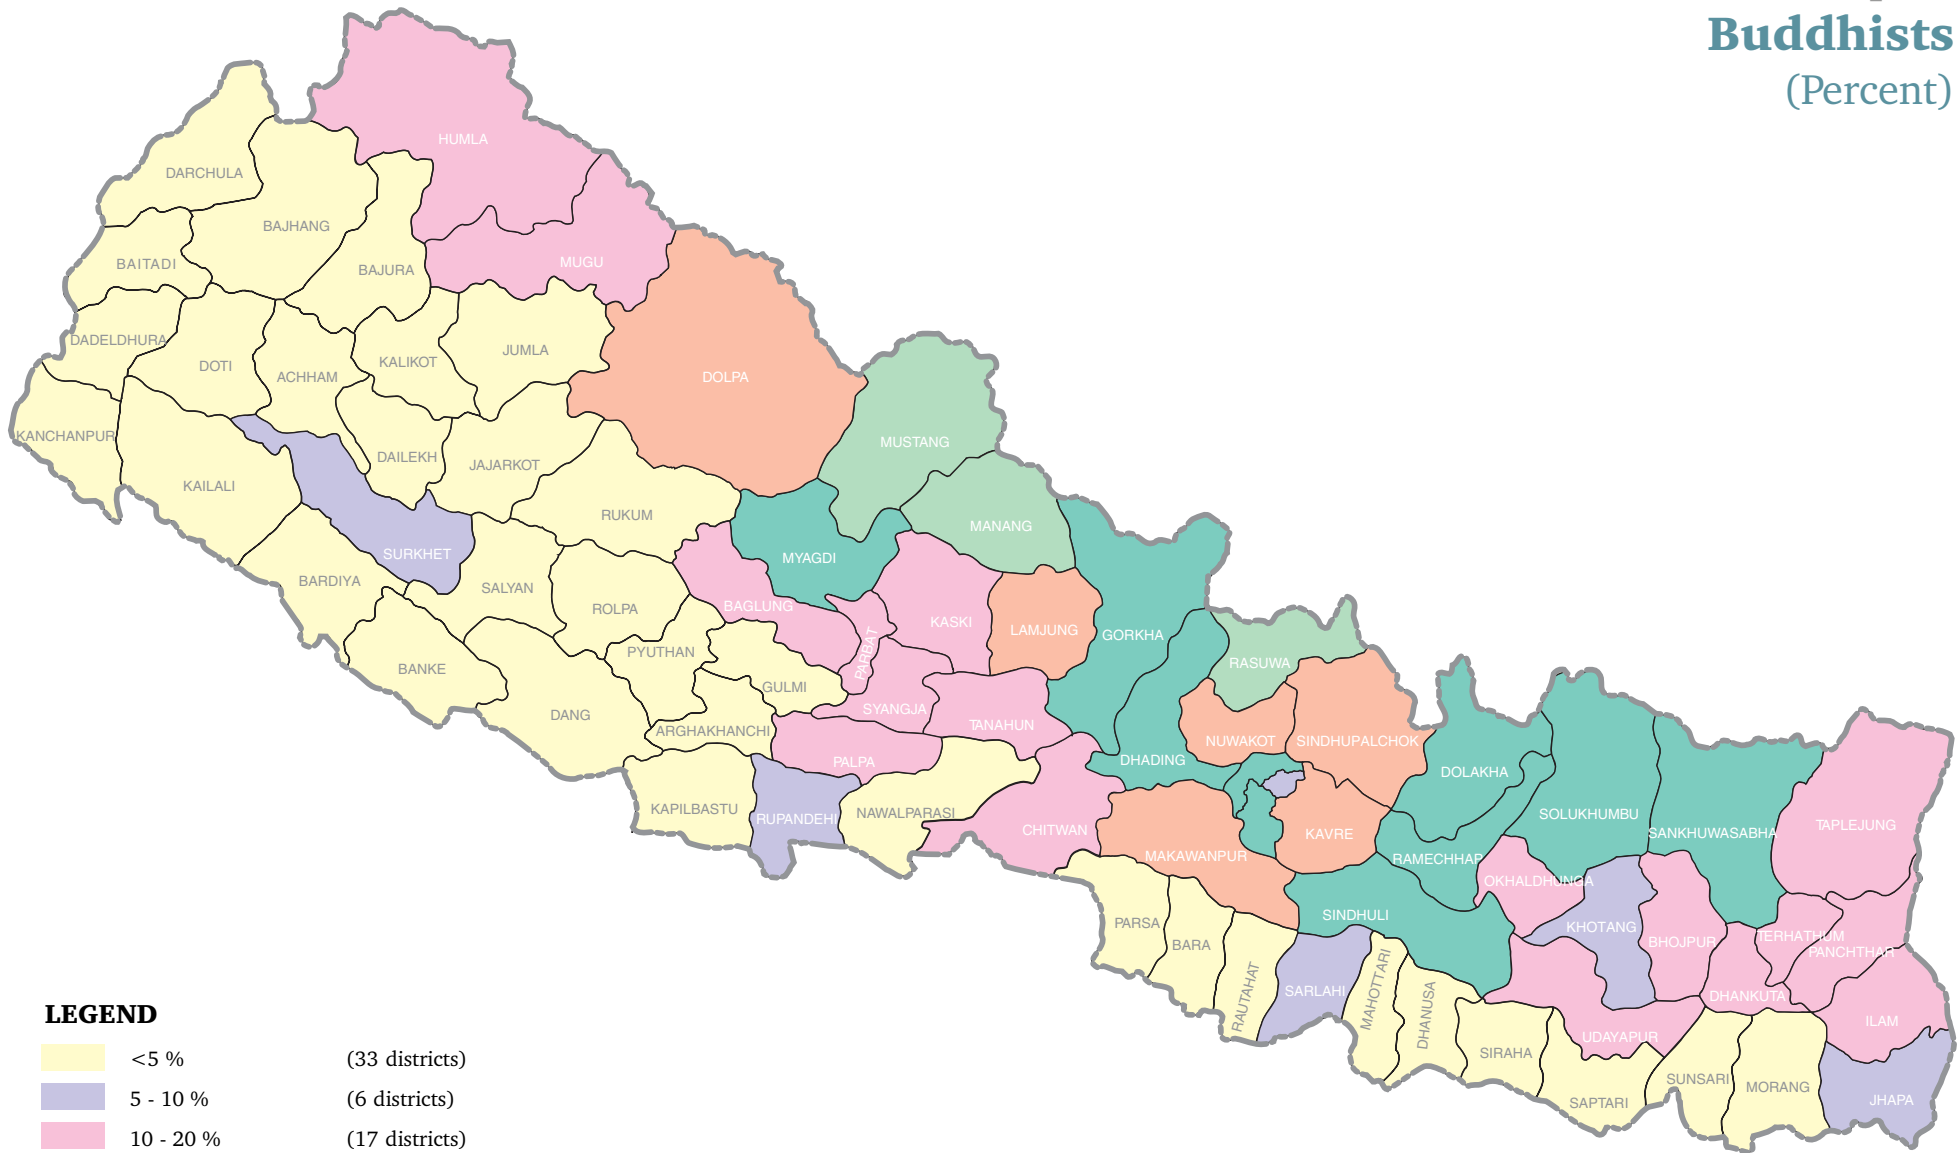 Buddhists
(Percent)
HUMLA
DARCHULA
BAJHANG
BAITADI
BAJURA
MUGU
DADELDHURA
DOTI
ACHHAM
KALIKOT
JUMLA
DOLPA
KANCHANPUR
KAILALI
DAILEKH
JAJARKOT
MUSTANG
RUKUM
MANANG
SURKHET
MYAGDI
BARDIYA
SALYAN
ROLPA
BAGLUNG
KASKI
LAMJUNG
GORKHA
PARBAT
RASUWA
PYUTHAN
BANKE
GULMI
DANG
SYANGJA
TANAHUN
ARGHAKHANCHI
NUWAKOT
SINDHUPALCHOK
PALPA
DHADING
DOLAKHA
KAPILBASTU
RUPANDEHI
NAWALPARASI
CHITWAN
KAVRE
SOLUKHUMBU
SANKHUWASABHA
TAPLEJUNG
MAKAWANPUR
RAMECHHAP
OKHALDHUNGA
PARSA
BARA
SINDHULI
KHOTANG
BHOJPUR
TERHATHUM
PANCHTHAR
RAUTAHAT
SARLAHI
MAHOTTARI
DHANUSA
DHANKUTA
ILAM
SIRAHA
UDAYAPUR
SAPTARI
SUNSARI
MORANG
JHAPA
LEGEND
<5 % (33 districts)
5 - 10 % (6 districts)
10 - 20 % (17 districts)